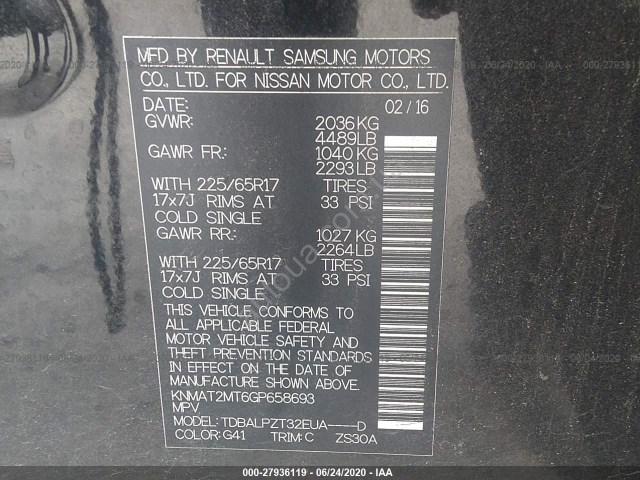 MFD BY RENAULT SAMSUNG MOTORS
CO., LTD. FOR NISSAN MOTOR CO., LTD.
DATE: 02/16
GVWR: 2036KG
4489LB
GAWR FR: 1040KG
2293LB
WITH 225/65R17 TIRES
17x7J RIMS AT 33 PSI
COLD SINGLE
GAWR RR: 1027KG
2264LB
WITH 225/65R17 TIRES
17x7J RIMS AT 33 PSI
COLD SINGLE
THIS VEHICLE CONFORMS TO
ALL APPLICABLE FEDERAL
MOTOR VEHICLE SAFETY AND
THEFT PREVENTION STANDARDS
IN EFFECT ON THE DATE OF
MANUFACTURE SHOWN ABOVE.
KNMAT2MT6GP658693
MPV
MODEL: TDBALPZT32EUA----D
COLOR: G41 TRIM: C ZS30A
000-27936119 - 06/24/2020 - IAA